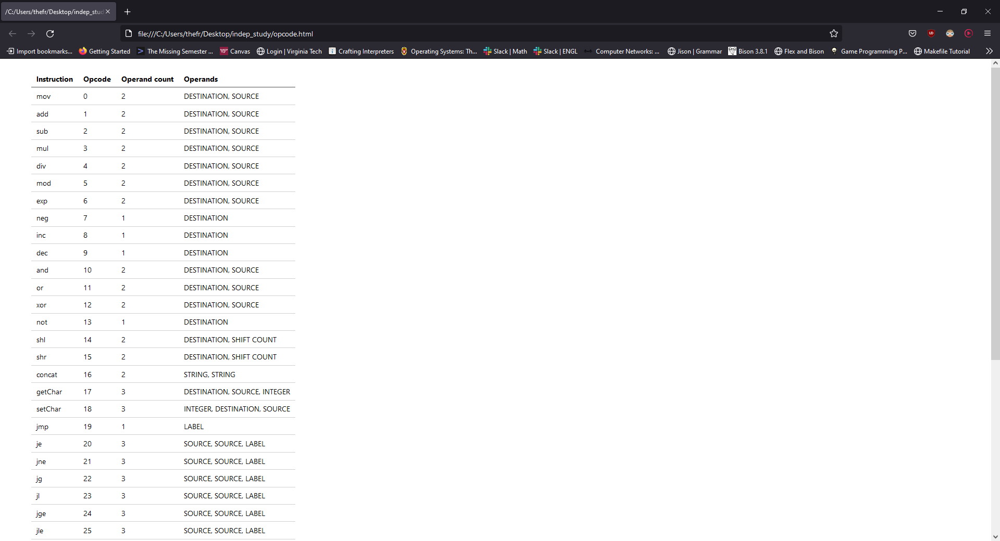 /C:/Users/thefr/Desktop/indep_stud
file:///C:/Users/thefr/Desktop/indep_study/opcode.html
Import bookmarks... Getting Started The Missing Semester ... Canvas Login | Virginia Tech Crafting Interpreters Operating Systems: Th... Slack | Math Slack | ENGL Computer Networks: ... Jison | Grammar Bison 3.8.1 Flex and Bison Game Programming P... Makefile Tutorial
Instruction Opcode Operand count Operands
mov 0 2 DESTINATION, SOURCE
add 1 2 DESTINATION, SOURCE
sub 2 2 DESTINATION, SOURCE
mul 3 2 DESTINATION, SOURCE
div 4 2 DESTINATION, SOURCE
mod 5 2 DESTINATION, SOURCE
exp 6 2 DESTINATION, SOURCE
neg 7 1 DESTINATION
inc 8 1 DESTINATION
dec 9 1 DESTINATION
and 10 2 DESTINATION, SOURCE
or 11 2 DESTINATION, SOURCE
xor 12 2 DESTINATION, SOURCE
not 13 1 DESTINATION
shl 14 2 DESTINATION, SHIFT COUNT
shr 15 2 DESTINATION, SHIFT COUNT
concat 16 2 STRING, STRING
getChar 17 3 DESTINATION, SOURCE, INTEGER
setChar 18 3 INTEGER, DESTINATION, SOURCE
jmp 19 1 LABEL
je 20 3 SOURCE, SOURCE, LABEL
jne 21 3 SOURCE, SOURCE, LABEL
jg 22 3 SOURCE, SOURCE, LABEL
jl 23 3 SOURCE, SOURCE, LABEL
jge 24 3 SOURCE, SOURCE, LABEL
jle 25 3 SOURCE, SOURCE, LABEL